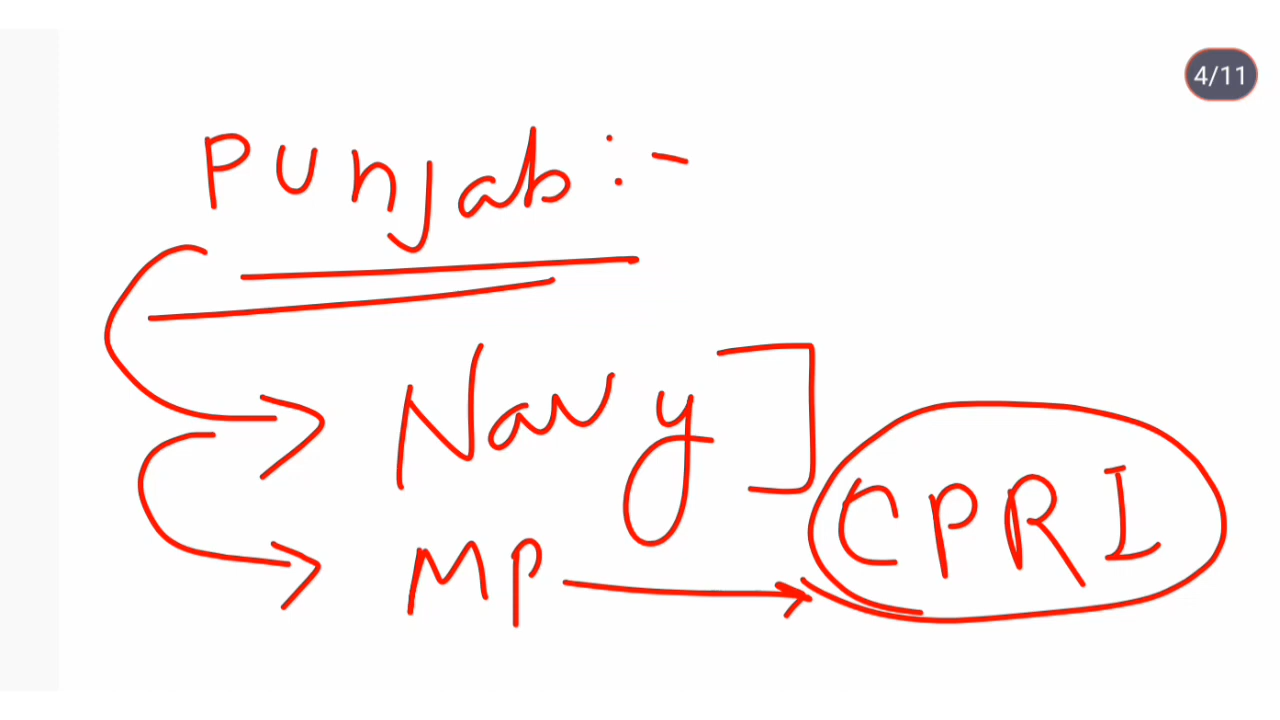 4/11
Punjab :-
Navy ]
MP → CPRI